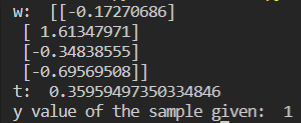 w:  [[-0.17270686]
 [ 1.61347971]
 [-0.34838555]
 [-0.69569508]]
t:  0.35959497350334846
y value of the sample given:  1